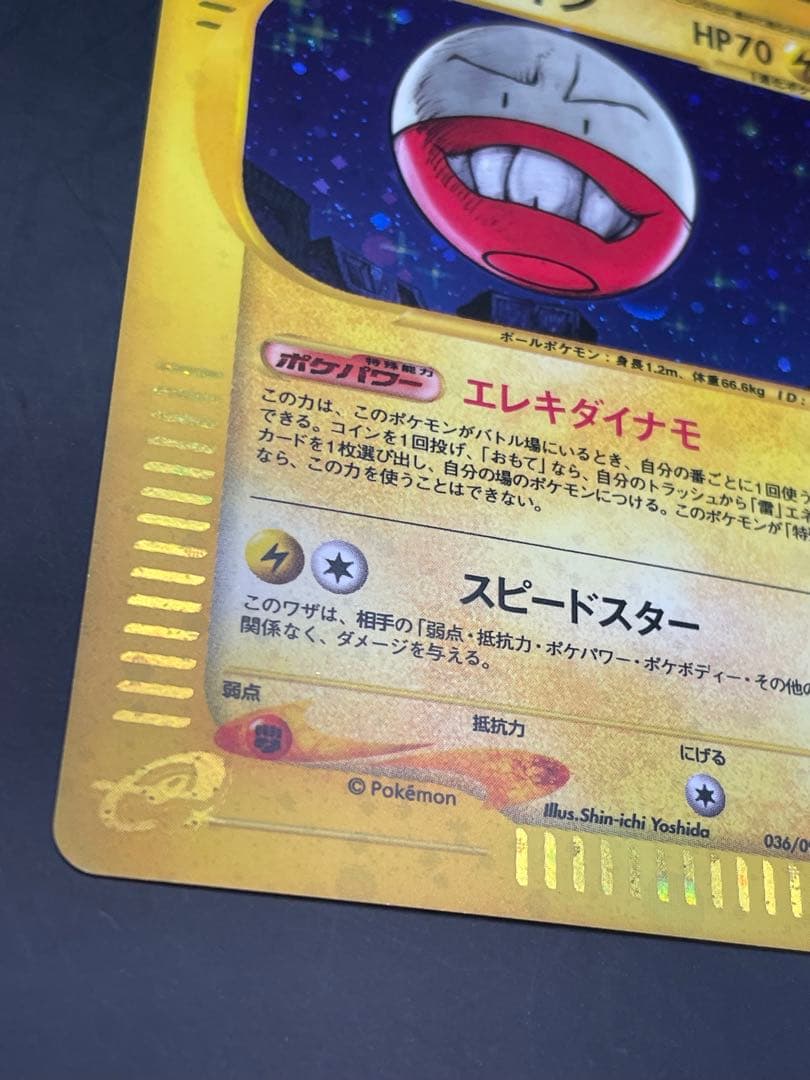 HP70
ボールポケモン：身長1.2m、体重66.6kg ID：
特殊能力
ポケパワー
エレキダイナモ
この力は、このポケモンがバトル場にいるとき、自分の番ごとに1回使う
できる。コインを1回投げ、「おもて」なら、自分のトラッシュから「雷」エネ
カードを1枚選び出し、自分の場のポケモンにつける。このポケモンが「特
なら、この力を使うことはできない。
スピードスター
このワザは、相手の「弱点・抵抗力・ポケパワー・ポケボディー・その他の
関係なく、ダメージを与える。
弱点
抵抗力
にげる
© Pokémon
Illus.Shin-ichi Yoshida
036/09